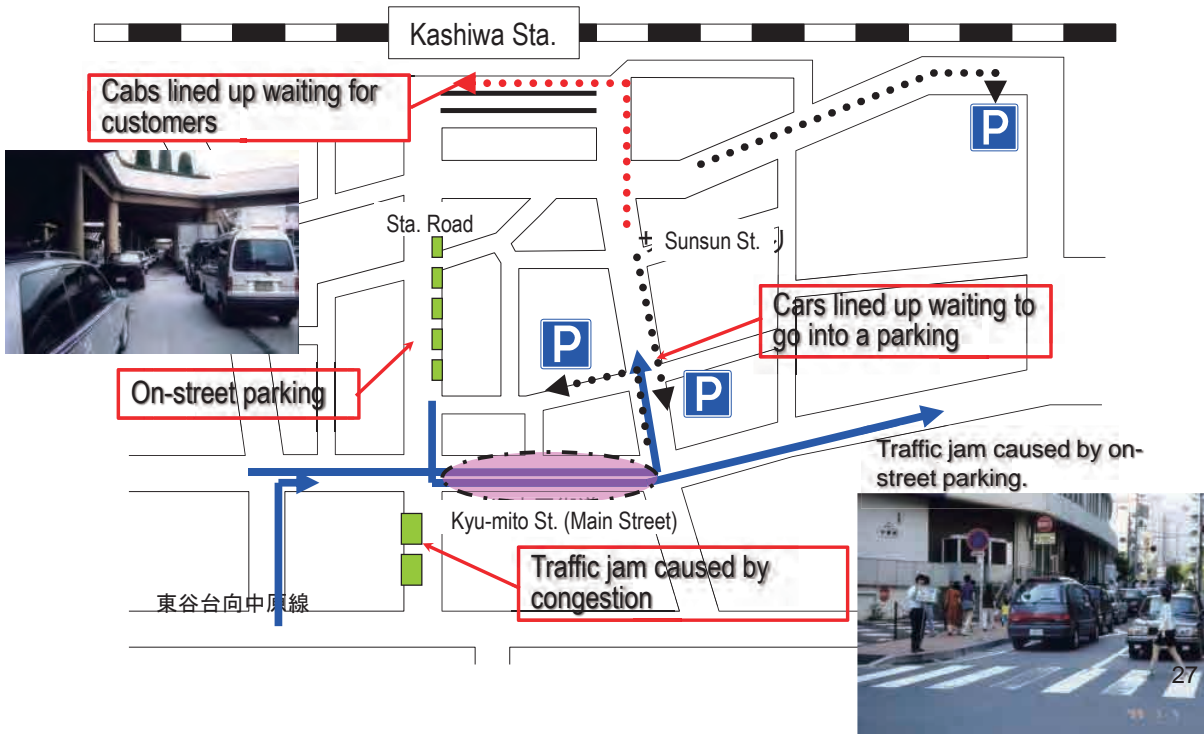 Kashiwa Sta.
Cabs lined up waiting for
customers
P
Sta. Road
Sunsun St.
Cars lined up waiting to
go into a parking
P
On-street parking
P
Traffic jam caused by on-
street parking.
Kyu-mito St. (Main Street)
Traffic jam caused by
congestion
東谷台向中原線
27